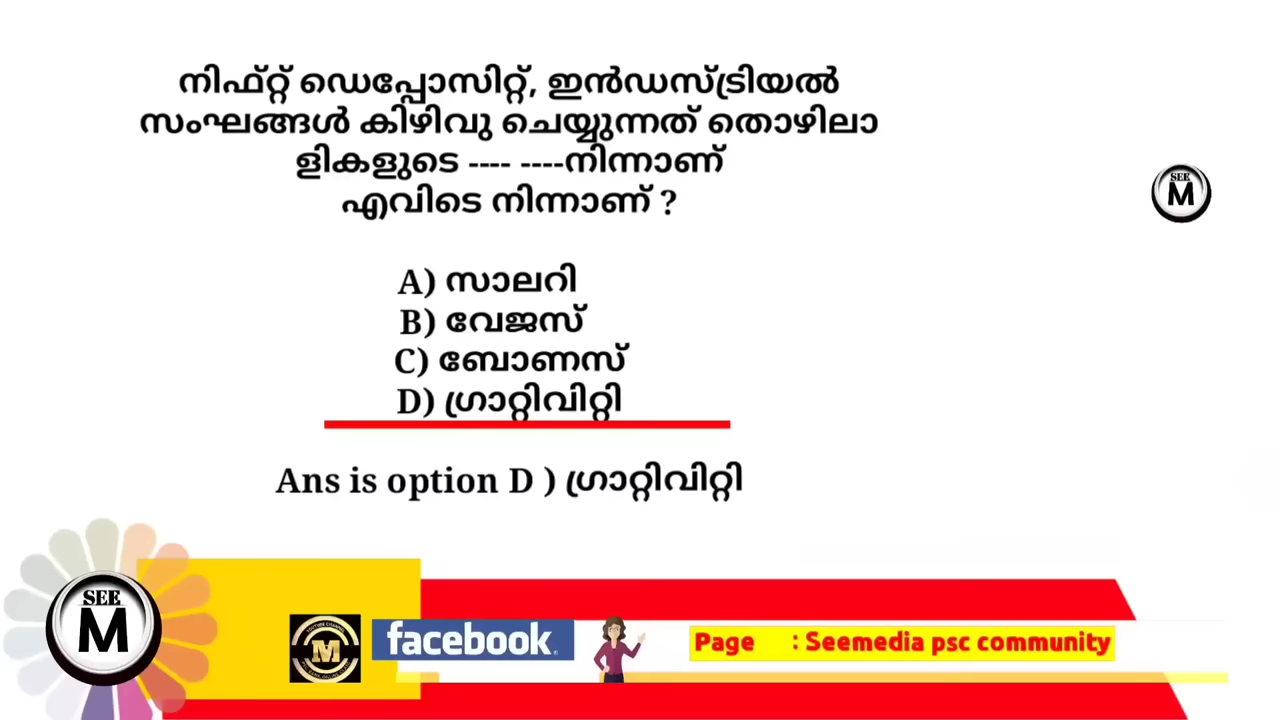 നിഫ്റ്റ് ഡെപ്പോസിറ്റ്, ഇൻഡസ്ട്രിയൽ
സംഘങ്ങൾ കിഴിവു ചെയ്യുന്നത് തൊഴിലാ
ളികളുടെ ---- ----നിന്നാണ്
എവിടെ നിന്നാണ് ?
A) സാലറി
B) വേജസ്
C) ബോണസ്
D) ഗ്രാറ്റിവിറ്റി
Ans is option D ) ഗ്രാറ്റിവിറ്റി
SEE
M
SEE
M
M
facebook
Page : Seemedia psc community